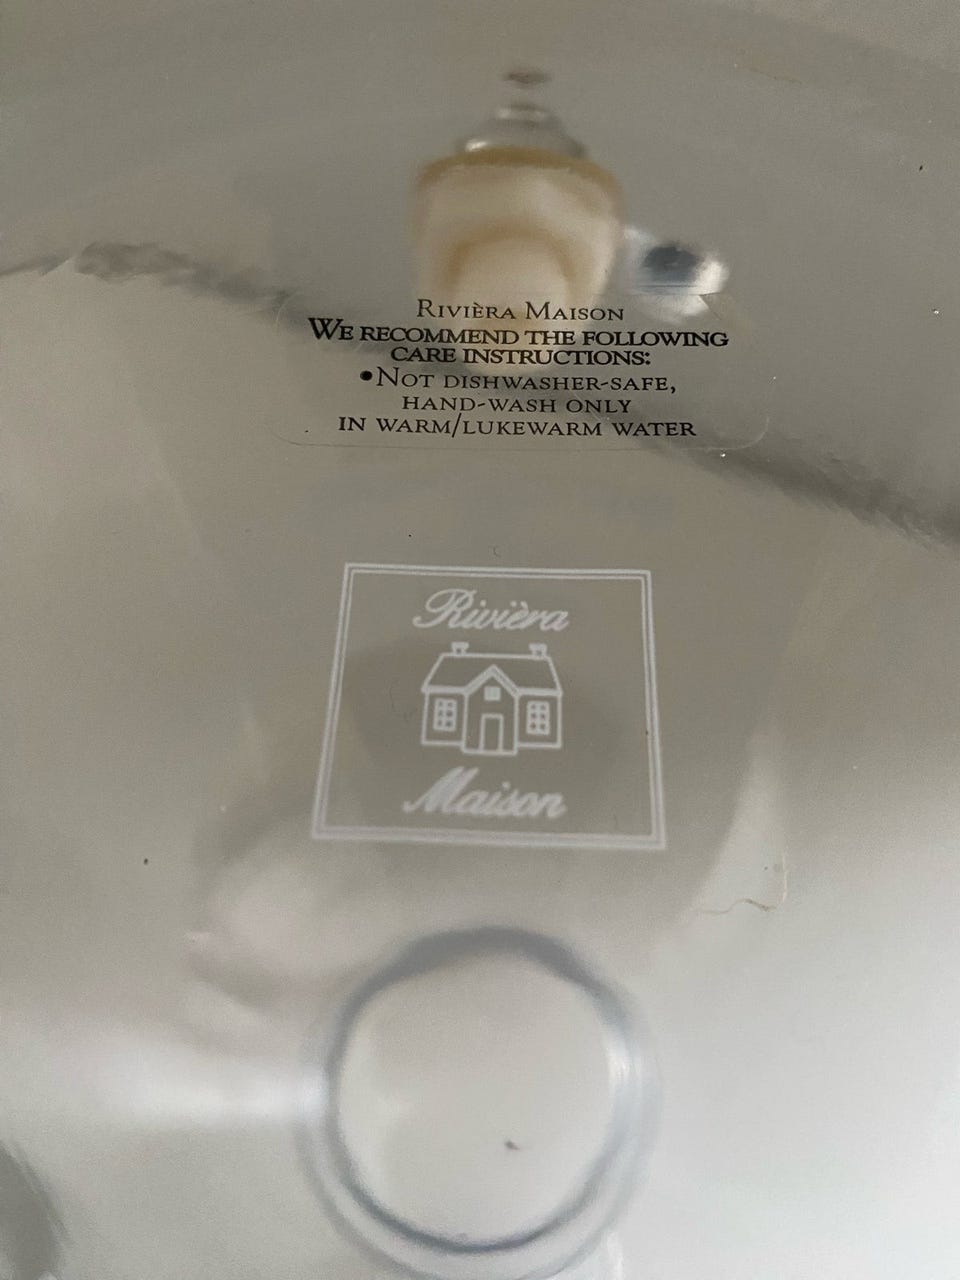 Rivièra Maison
We recommend the following
care instructions:
•Not dishwasher-safe,
hand-wash only
in warm/lukewarm water
Rivièra
Maison